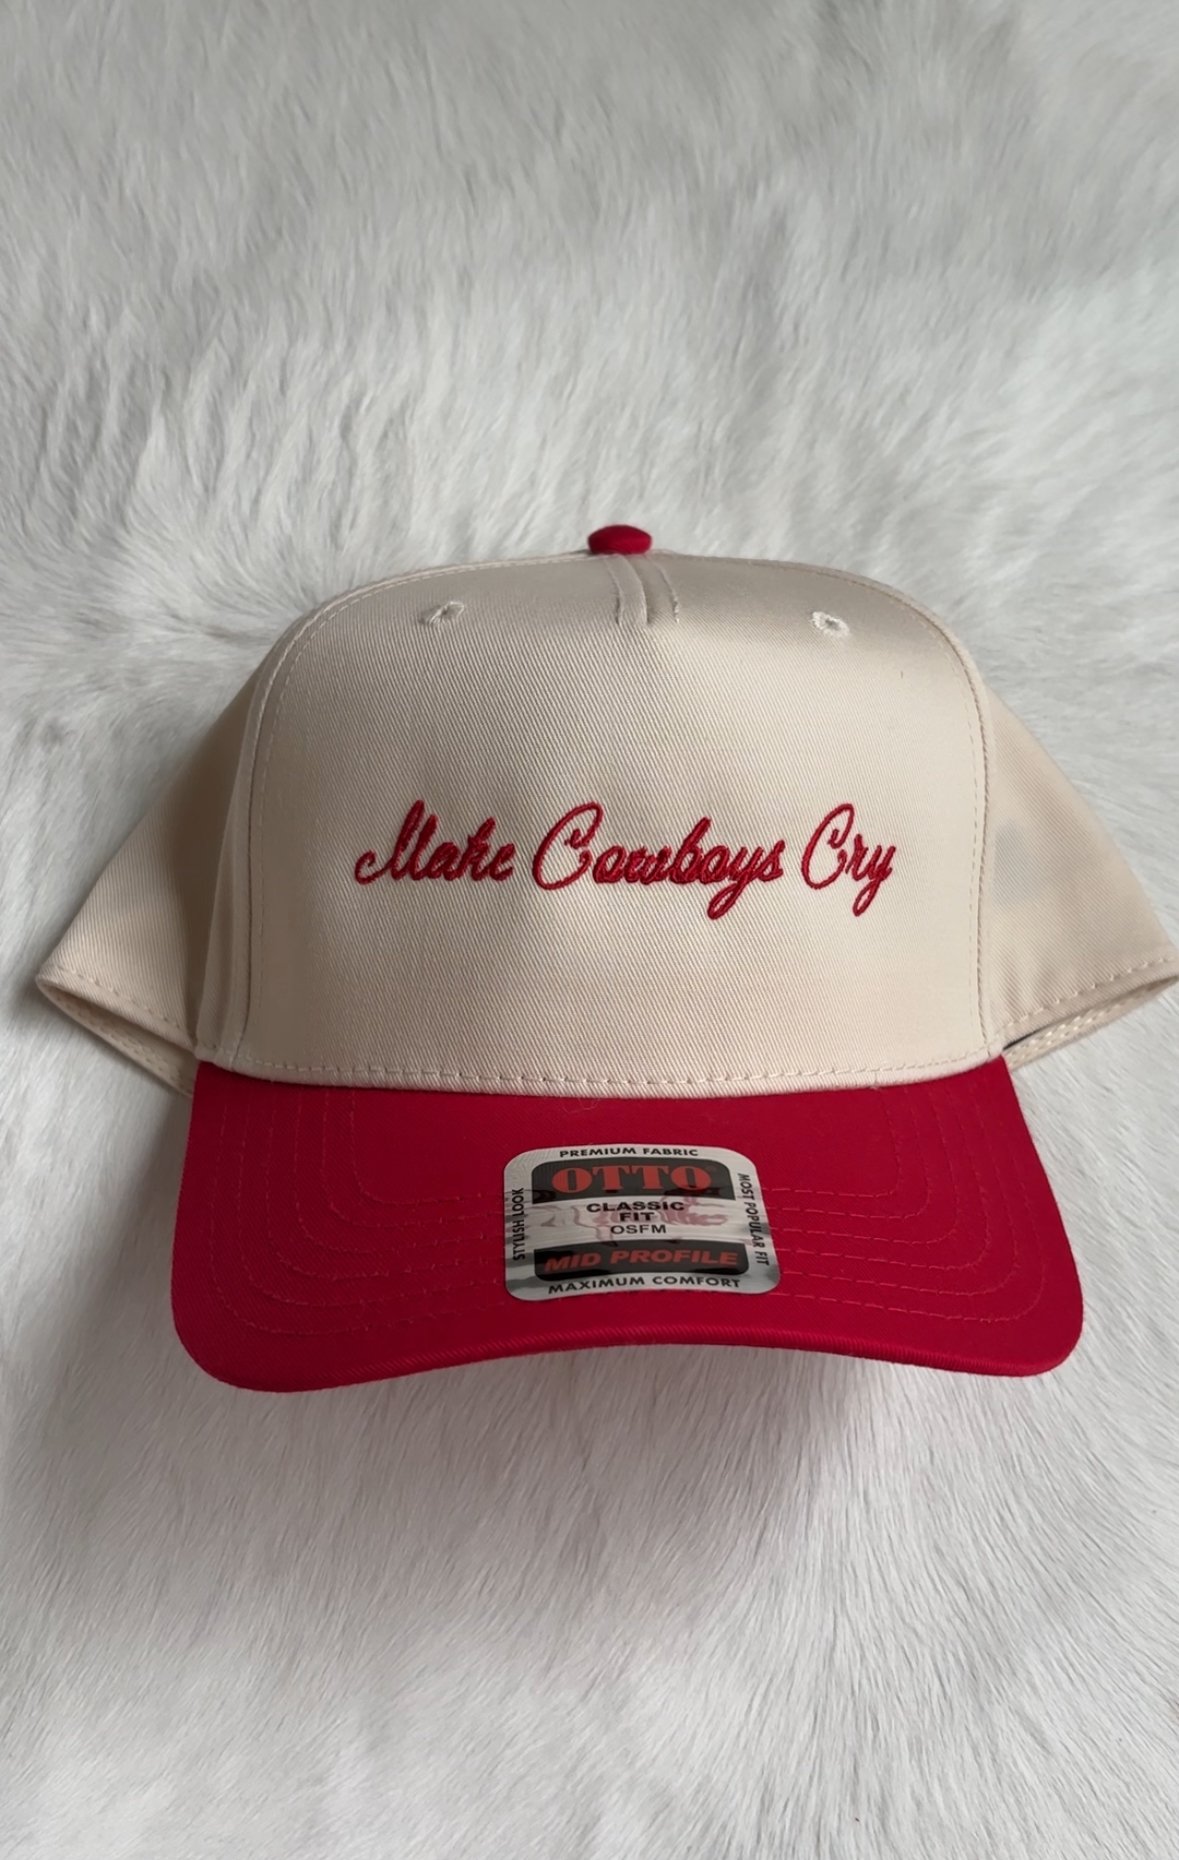 Make Cowboys Cry
PREMIUM FABRIC
OTTO
CLASSIC
FIT
OSFM
MID PROFILE
MAXIMUM COMFORT
STYLISH LOOK
MOST POPULAR FIT